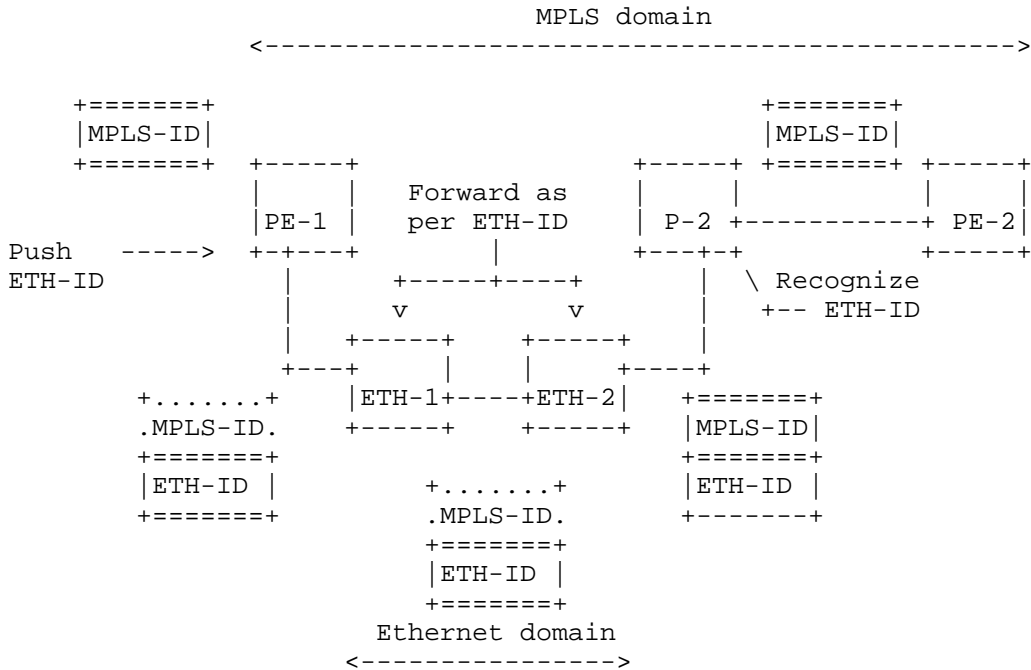 MPLS domain
MPLS-ID MPLS-ID
Forward as
PE-1 per ETH-ID P-2 PE-2
Push
ETH-ID Recognize
v v ETH-ID
ETH-1 ETH-2
.MPLS-ID. MPLS-ID
ETH-ID ETH-ID
.MPLS-ID.
ETH-ID
Ethernet domain